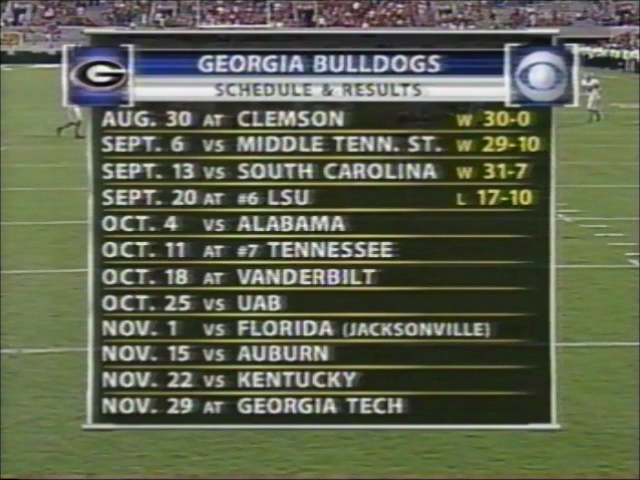 GEORGIA BULLDOGS
SCHEDULE & RESULTS
AUG. 30 AT CLEMSON W 30-0
SEPT. 6 VS MIDDLE TENN. ST. W 29-10
SEPT. 13 VS SOUTH CAROLINA W 31-7
SEPT. 20 AT #6 LSU L 17-10
OCT. 4 VS ALABAMA
OCT. 11 AT #7 TENNESSEE
OCT. 18 AT VANDERBILT
OCT. 25 VS UAB
NOV. 1 VS FLORIDA (JACKSONVILLE)
NOV. 15 VS AUBURN
NOV. 22 VS KENTUCKY
NOV. 29 AT GEORGIA TECH